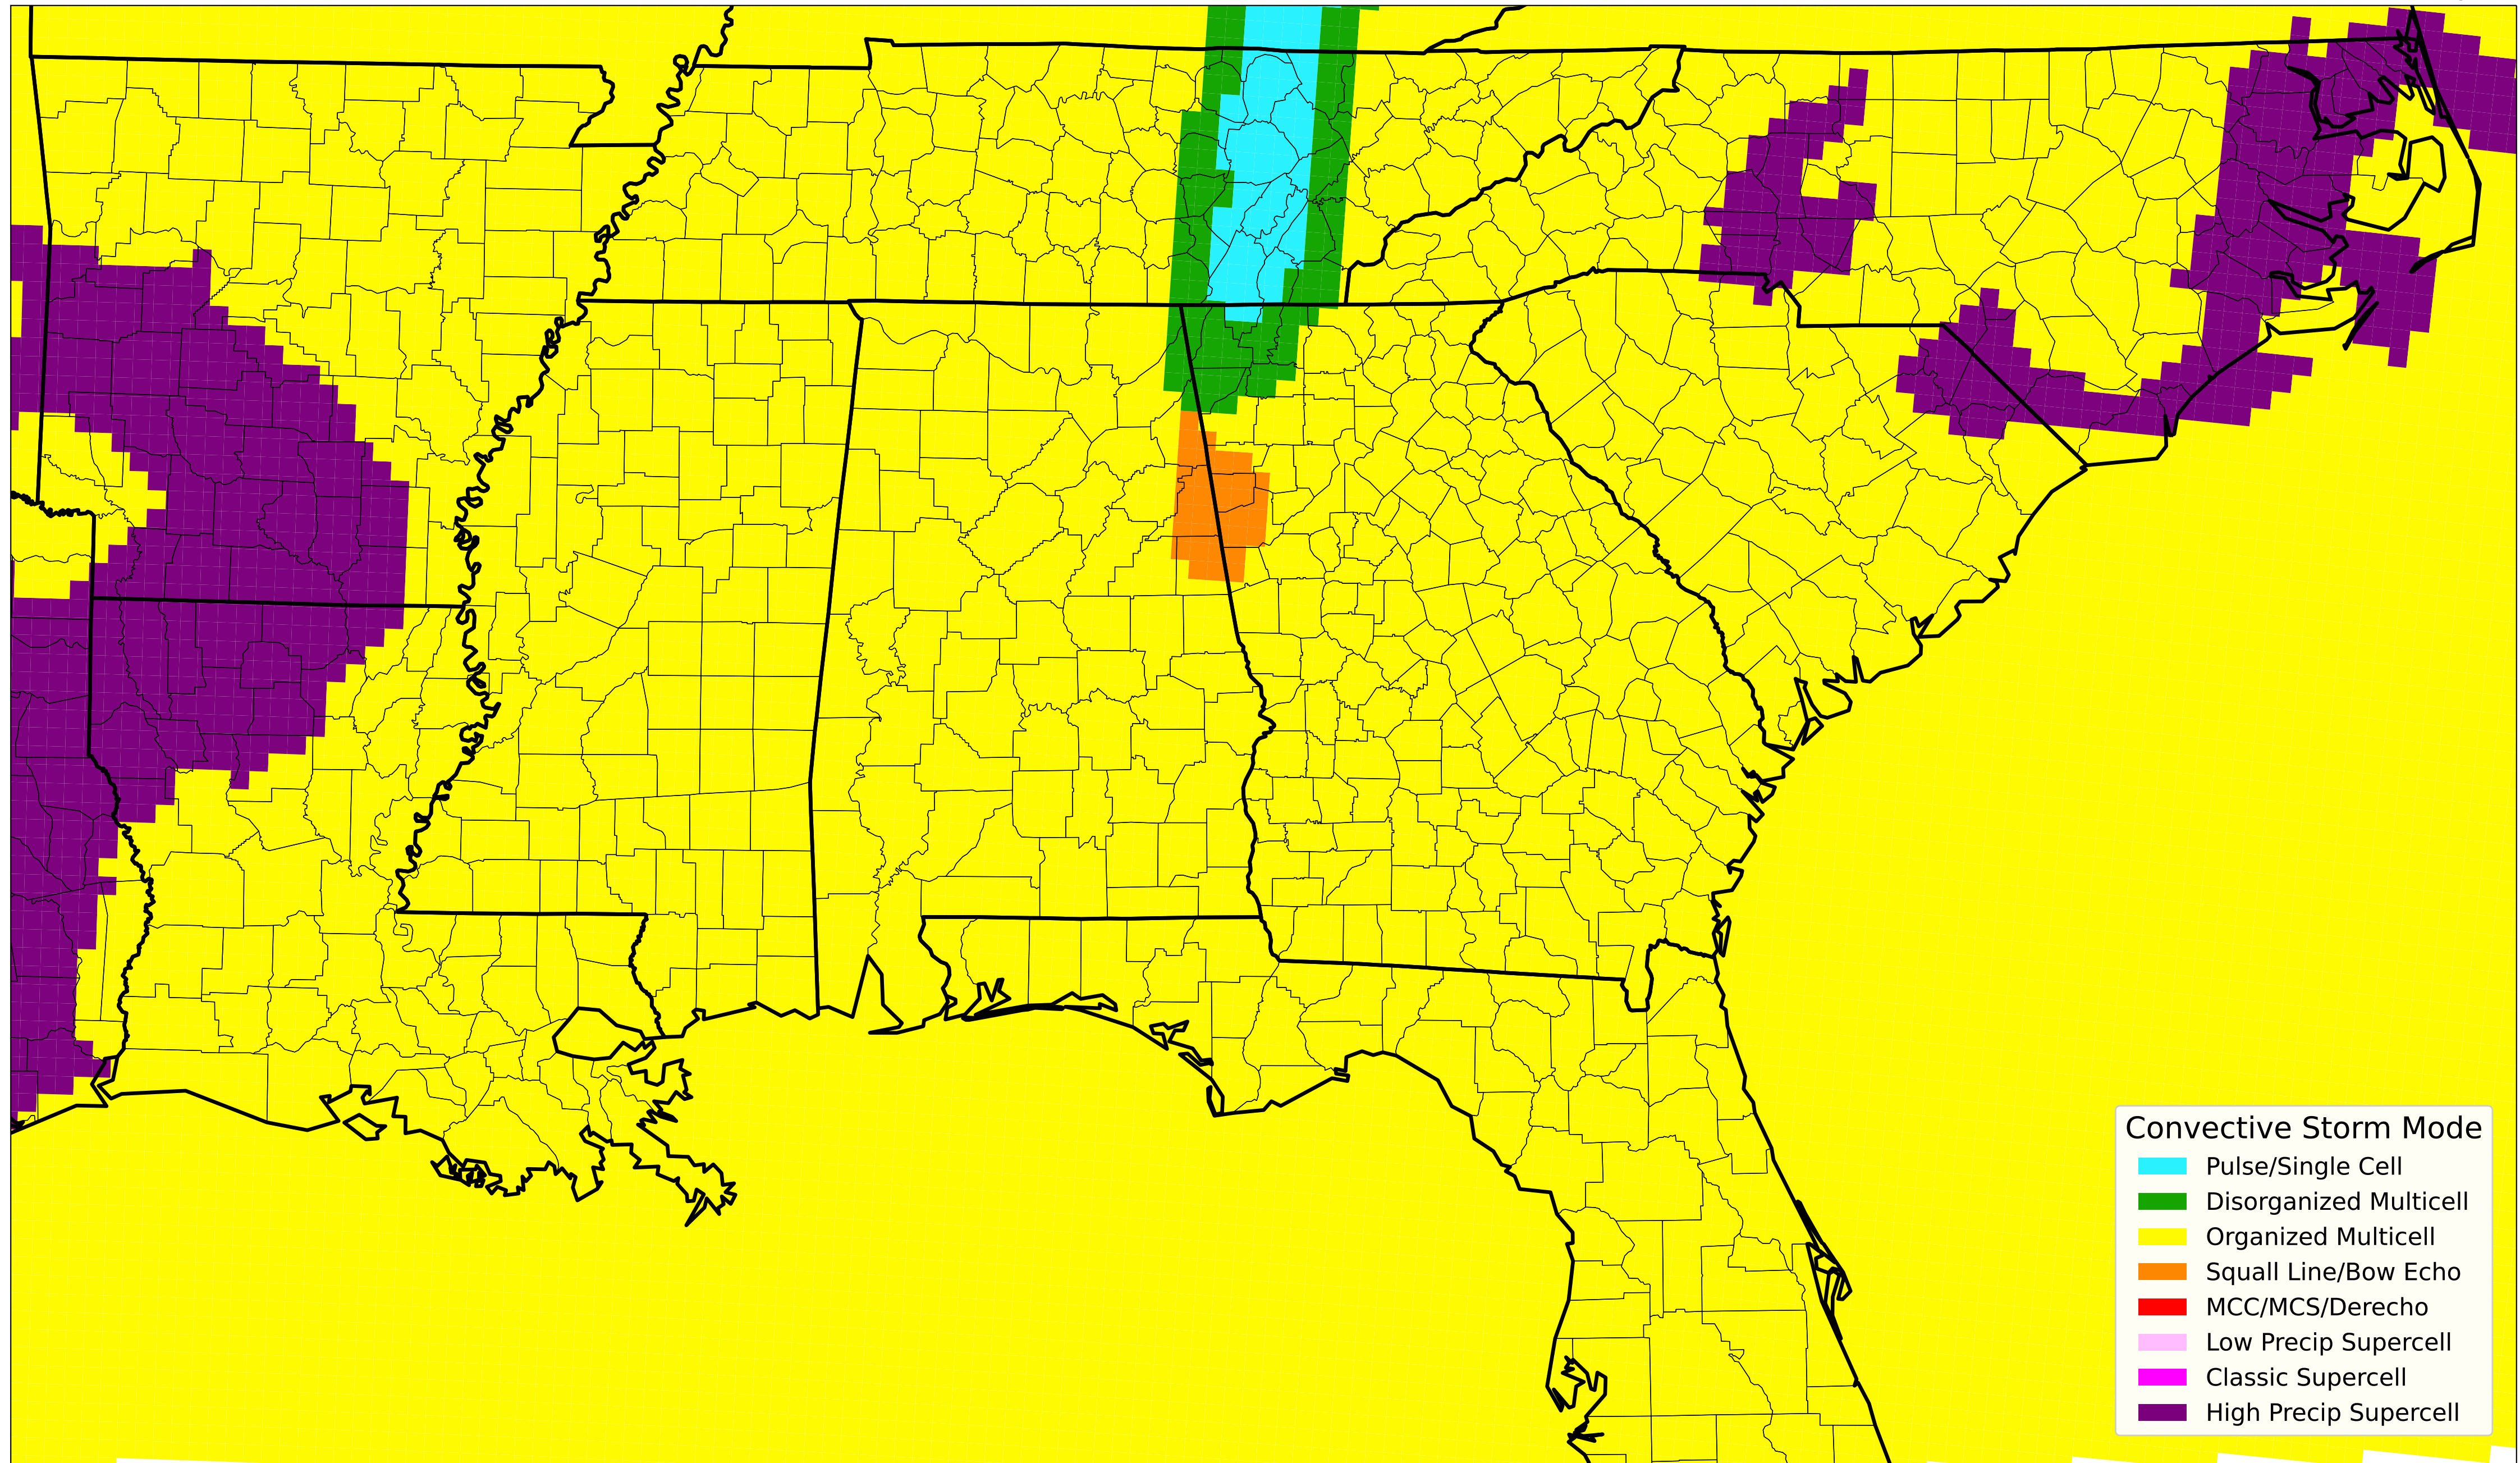 Convective Storm Mode
Pulse/Single Cell
Disorganized Multicell
Organized Multicell
Squall Line/Bow Echo
MCC/MCS/Derecho
Low Precip Supercell
Classic Supercell
High Precip Supercell